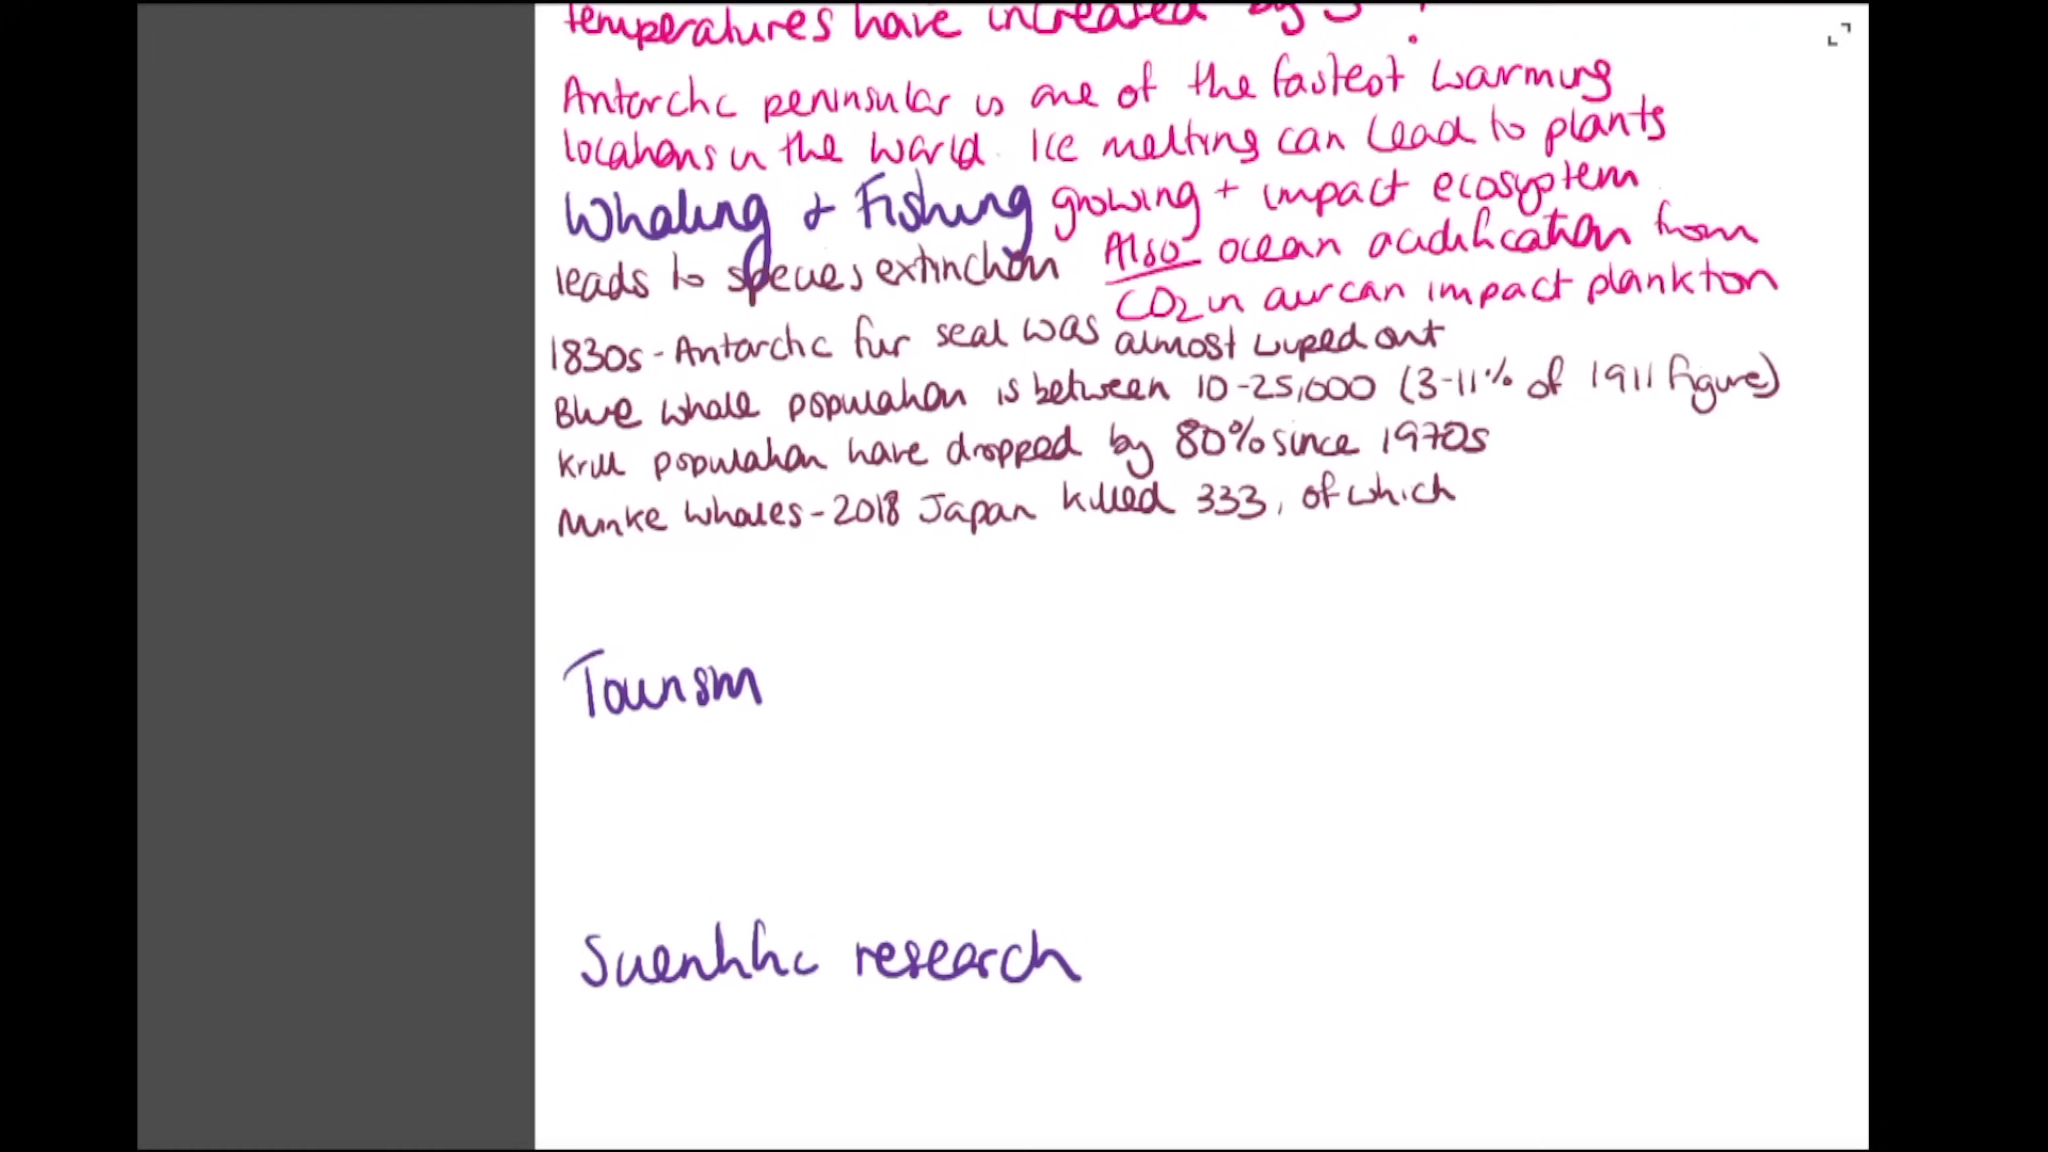 temperatures have increased by
Antarctic peninsular is one of the fastest warming
locations in the world. Ice melting can lead to plants
growing + impact ecosystem
Also ocean acidification from
CO2 in air can impact plankton
Whaling & Fishing
leads to species extinction
1830s - Antarctic fur seal was almost wiped out
Blue whale population is between 10-25,000 (3-11% of 1911 figure)
Krill population have dropped by 80% since 1970s
Minke whales - 2018 Japan killed 333, of which
Tourism
Scientific research